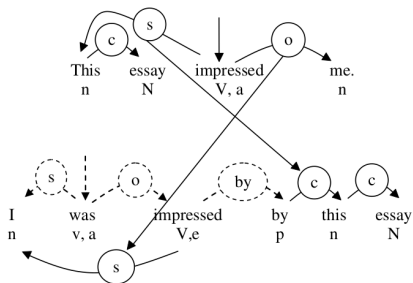 s
c
o
This essay impressed me.
n N V, a n
s o by c c
I was impressed by this essay
n v, a V,e p n N
s